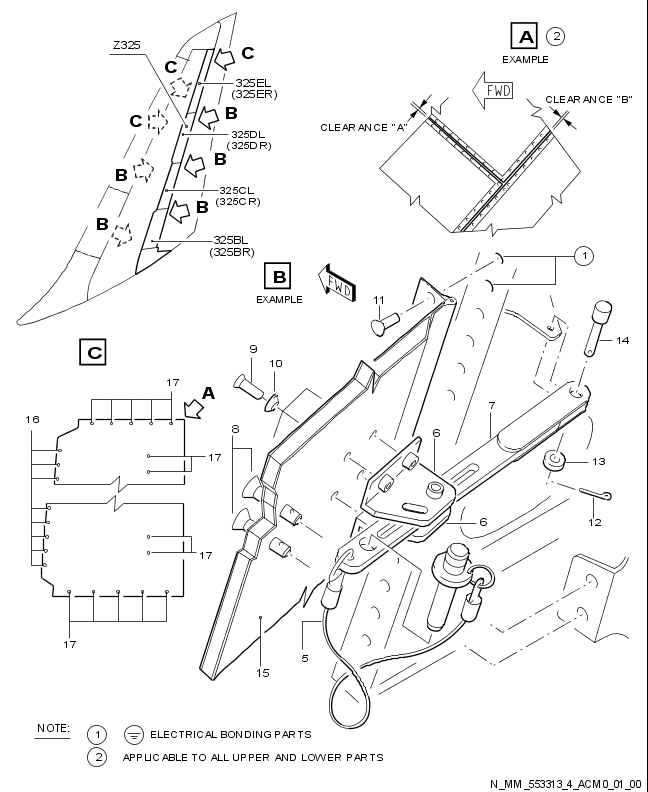 A 2
EXAMPLE
Z325
C
C
FWD
325EL
(325ER)
CLEARANCE "B"
B
C
CLEARANCE "A"
325DL
(325DR)
B
B
325CL
(325CR)
B
B
325BL
(325BR)
1
B
EXAMPLE
FWD
11
14
C
9
10
17
A
7
16
8
6
17
13
6
12
17
17
5
15
NOTE:
1 ELECTRICAL BONDING PARTS
2 APPLICABLE TO ALL UPPER AND LOWER PARTS
N_MM_553313_4_ACM0_01_00